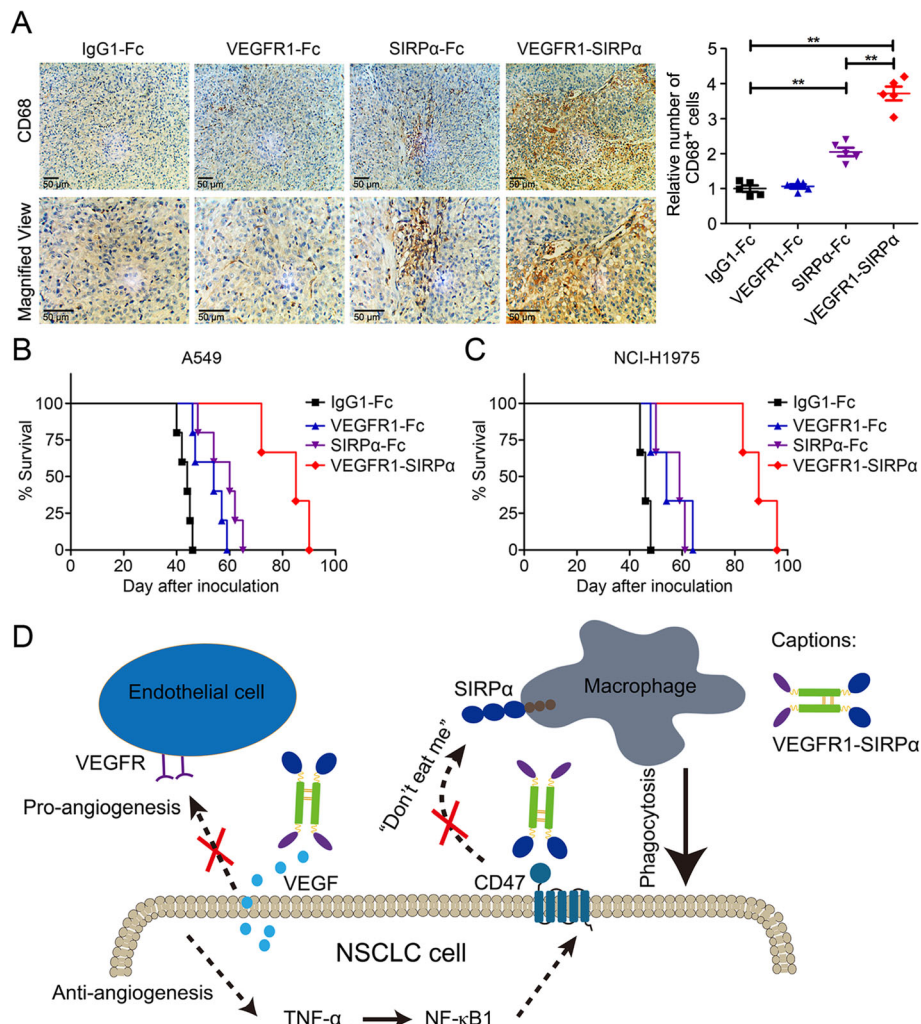 A
IgG1-Fc
VEGFR1-Fc
SIRPα-Fc
VEGFR1-SIRPα
CD68
50 µm
50 µm
50 µm
50 µm
Magnified View
50 µm
50 µm
50 µm
50 µm
Relative number of
CD68+ cells
5
4
3
2
1
0
**
**
**
IgG1-Fc
VEGFR1-Fc
SIRPα-Fc
VEGFR1-SIRPα
B
A549
% Survival
100
75
50
25
0
0
20
40
60
80
100
Day after inoculation
IgG1-Fc
VEGFR1-Fc
SIRPα-Fc
VEGFR1-SIRPα
C
NCI-H1975
% Survival
100
75
50
25
0
0
20
40
60
80
100
Day after inoculation
IgG1-Fc
VEGFR1-Fc
SIRPα-Fc
VEGFR1-SIRPα
D
Endothelial cell
VEGFR
Pro-angiogenesis
VEGF
SIRPα
Macrophage
"Don't eat me"
CD47
Phagocytosis
Captions:
VEGFR1-SIRPα
NSCLC cell
Anti-angiogenesis
TNF-α
NF-κB1